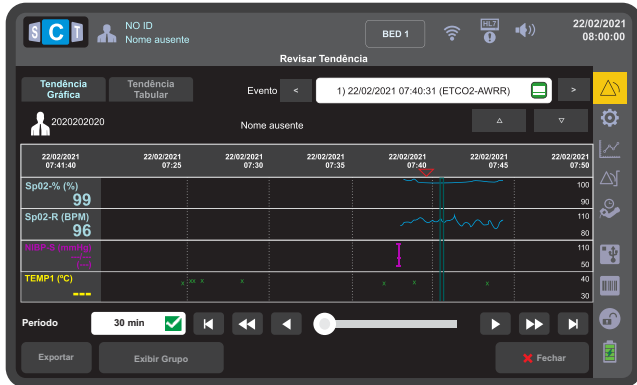 SCT
NO ID
Nome ausente
BED 1
HL7
22/02/2021
08:00:00
Revisar Tendência
Tendência
Gráfica
Tendência
Tabular
Evento
<
1) 22/02/2021 07:40:31 (ETCO2-AWRR)
>
2020202020
Nome ausente
22/02/2021
07:41:40
22/02/2021
07:25
22/02/2021
07:30
22/02/2021
07:35
22/02/2021
07:40
22/02/2021
07:45
22/02/2021
07:50
Sp02-% (%)
99
100
90
Sp02-R (BPM)
96
110
80
NIBP-S (mmHg)
110
50
TEMP1 (ºC)
---
40
30
Periodo
30 min
Exportar
Exibir Grupo
Fechar